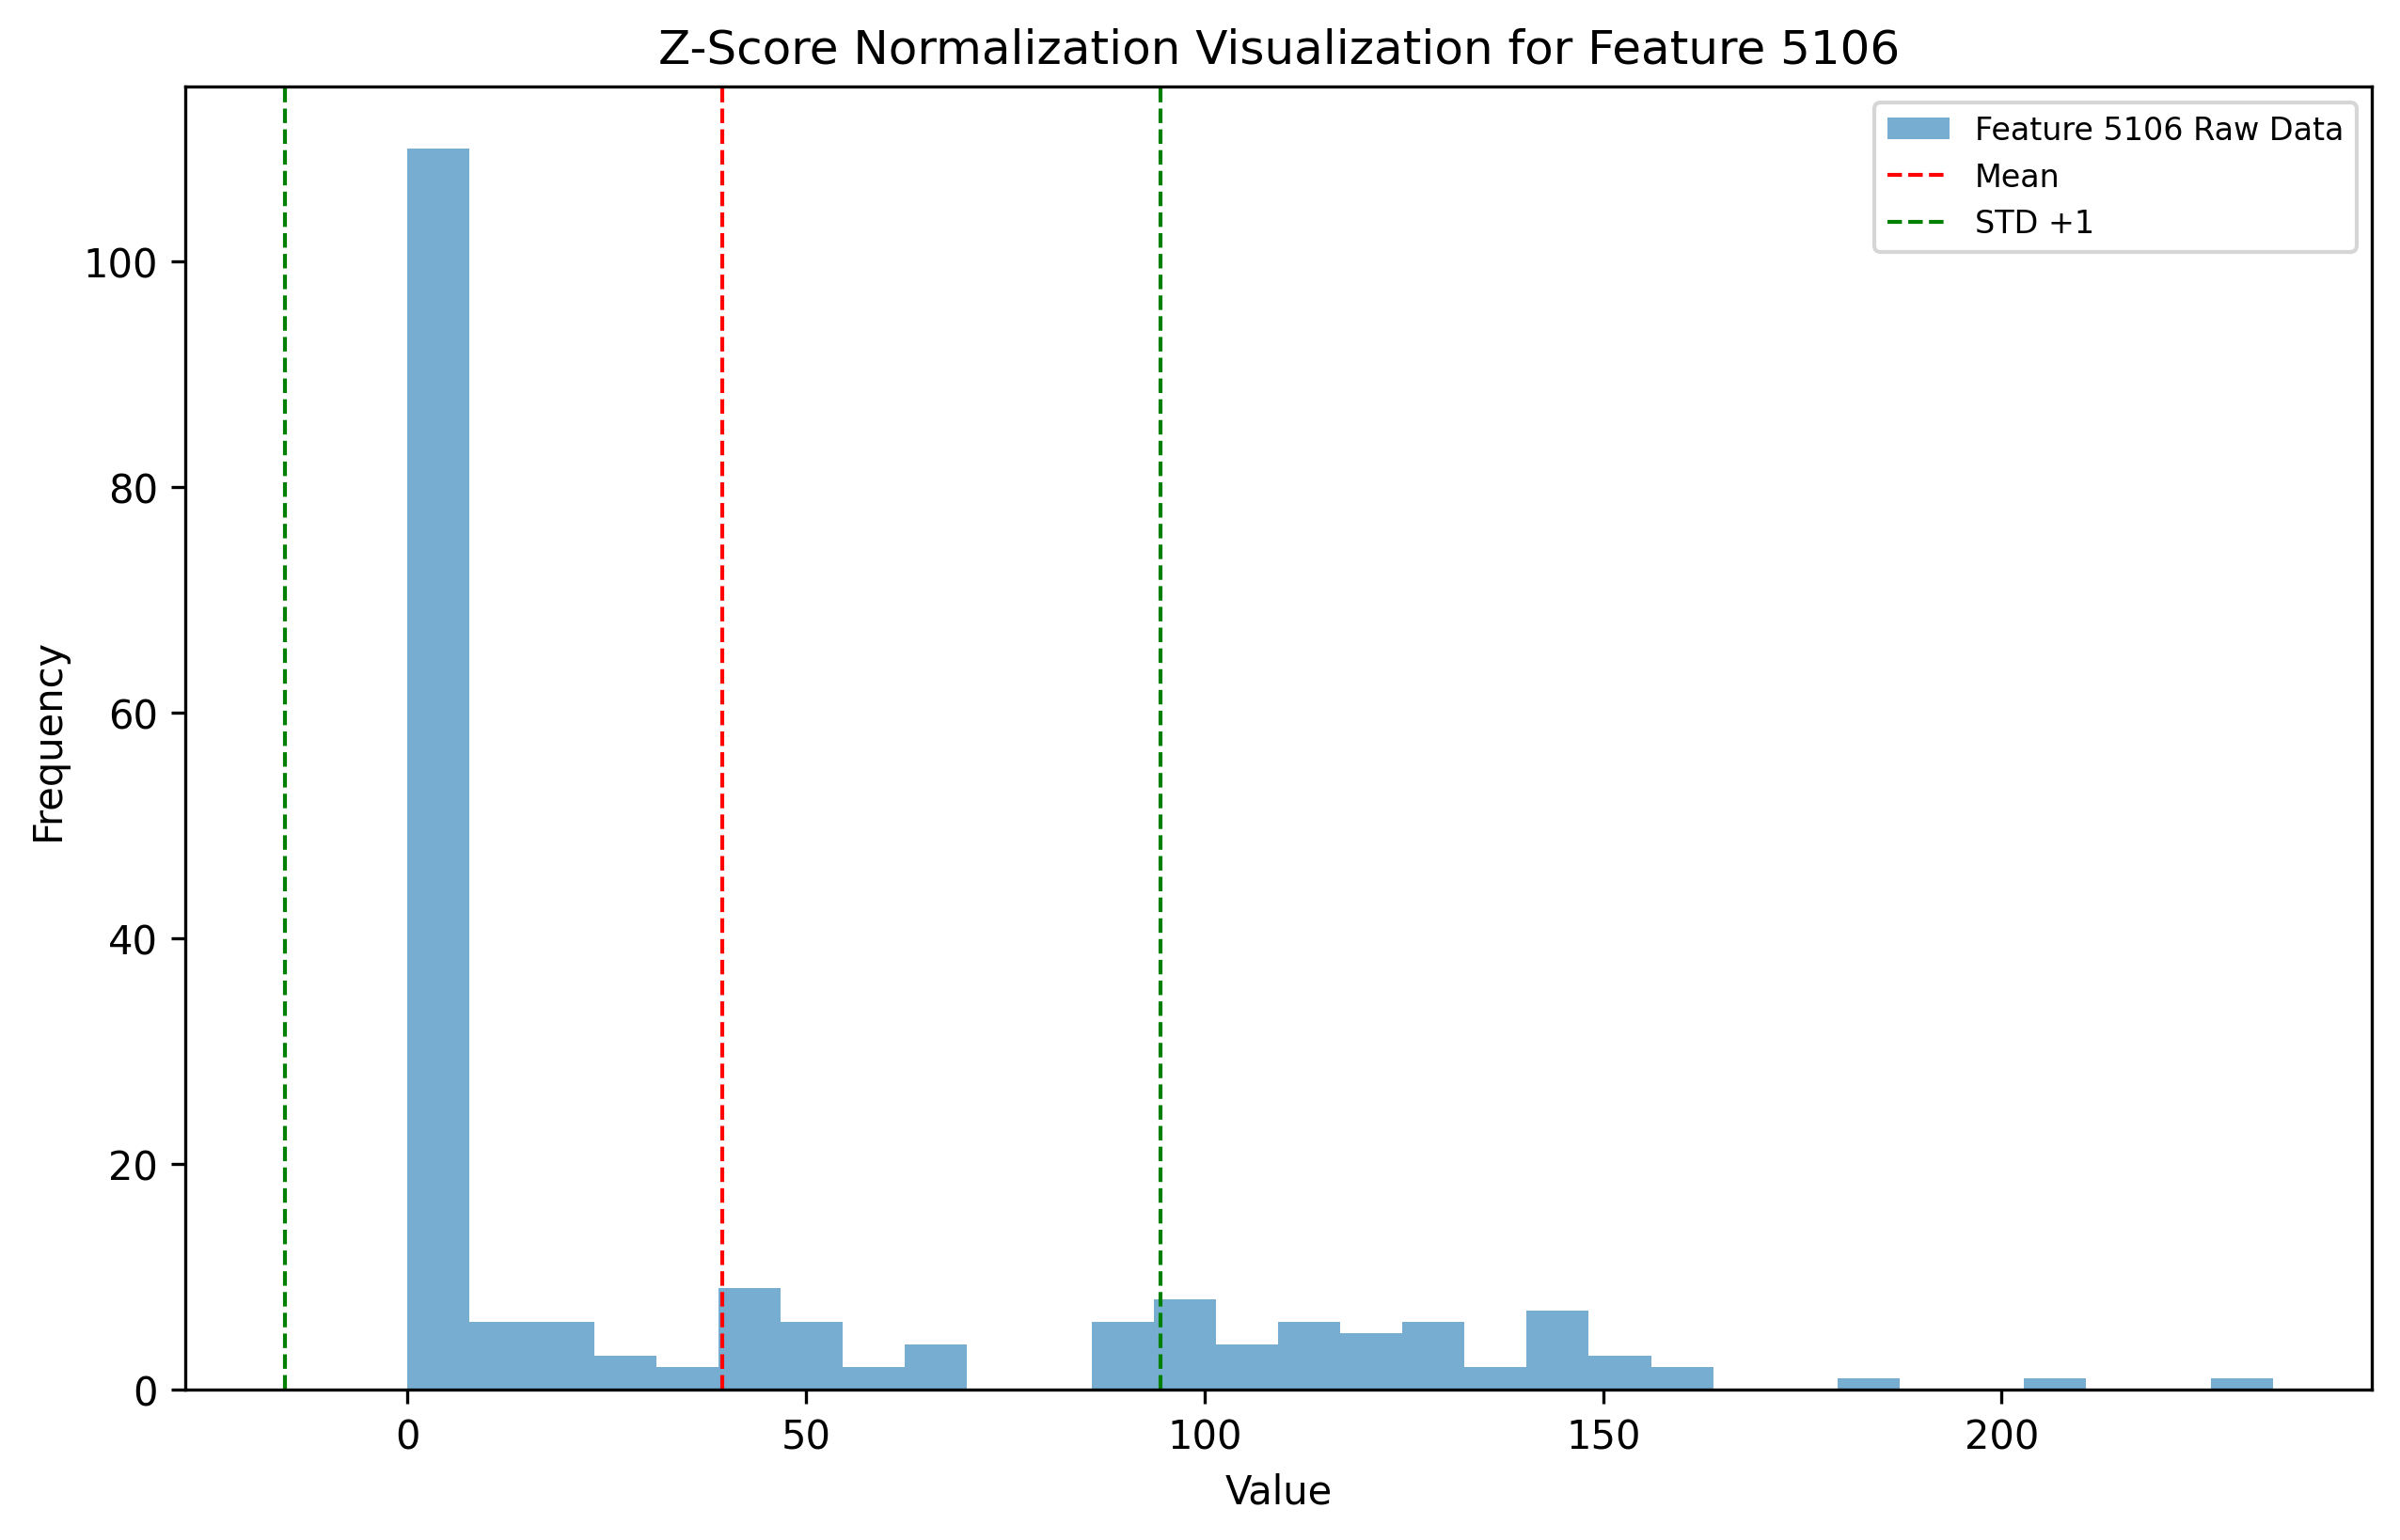 Z-Score Normalization Visualization for Feature 5106
Feature 5106 Raw Data
Mean
STD +1
100
80
60
40
20
0
Frequency
0 50 100 150 200
Value